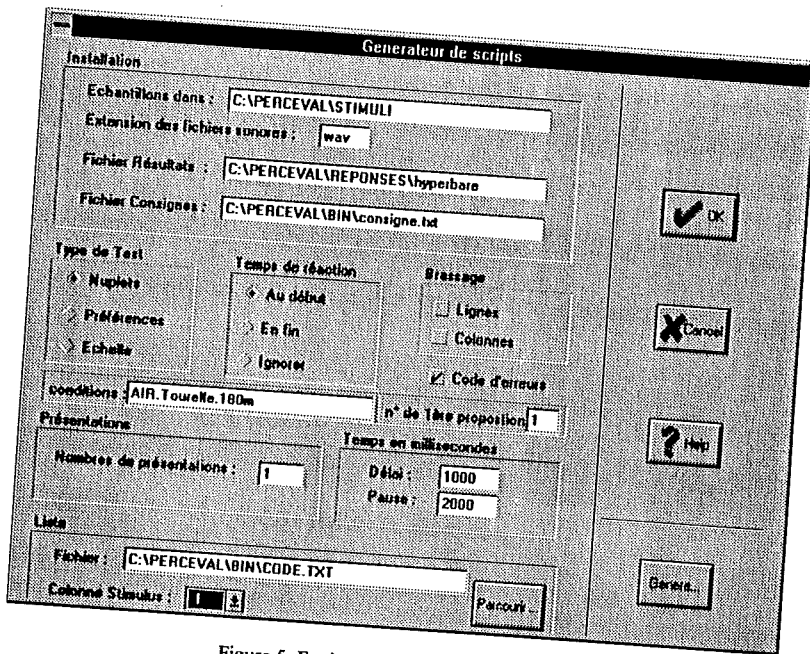 Generateur de scripts
Installation
Echantillons dans : C:\PERCEVAL\STIMULI
Extension des fichiers sonores : wav
Fichier Résultats : C:\PERCEVAL\REPONSES\hyperbare
Fichier Consignes : C:\PERCEVAL\BIN\consigne.txt
OK
Type de Test
Nuplets
Préférences
Echelle
Temps de réaction
Au début
En fin
Ignorer
Brassage
Lignes
Colonnes
Code d'erreurs
Cancel
conditions : AIR.Tourelle.180m
n° de 1ère proposition 1
Présentations
Nombres de présentations : 1
Temps en millisecondes
Délai : 1000
Pause : 2000
Help
Liste
Fichier : C:\PERCEVAL\BIN\CODE.TXT
Colonne Stimulus : 1
Parcourir...
Génère...
Figure 5.